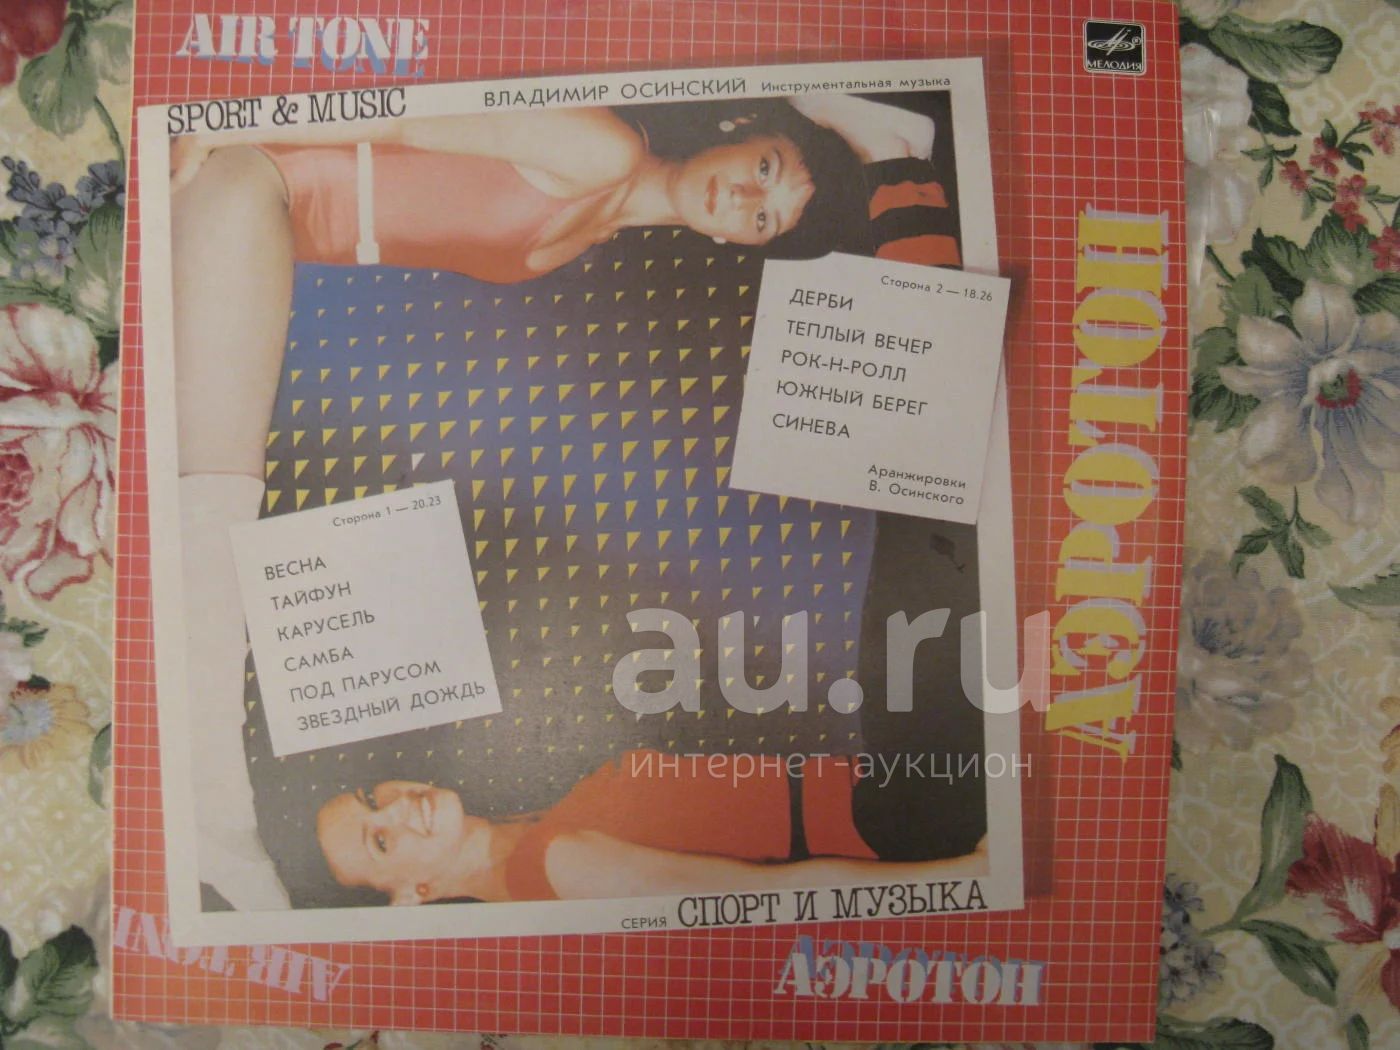 AIR TONE
МЕЛОДИЯ
SPORT & MUSIC
ВЛАДИМИР ОСИНСКИЙ Инструментальная музыка
Сторона 2 — 18.26
ДЕРБИ
ТЕПЛЫЙ ВЕЧЕР
РОК-Н-РОЛЛ
ЮЖНЫЙ БЕРЕГ
СИНЕВА
Аранжировки
В. Осинского
АЭРОТОН
Сторона 1 — 20.23
ВЕСНА
ТАЙФУН
КАРУСЕЛЬ
САМБА
ПОД ПАРУСОМ
ЗВЕЗДНЫЙ ДОЖДЬ
au.ru
интернет-аукцион
СЕРИЯ СПОРТ И МУЗЫКА
AIR TONE
АЭРОТОН